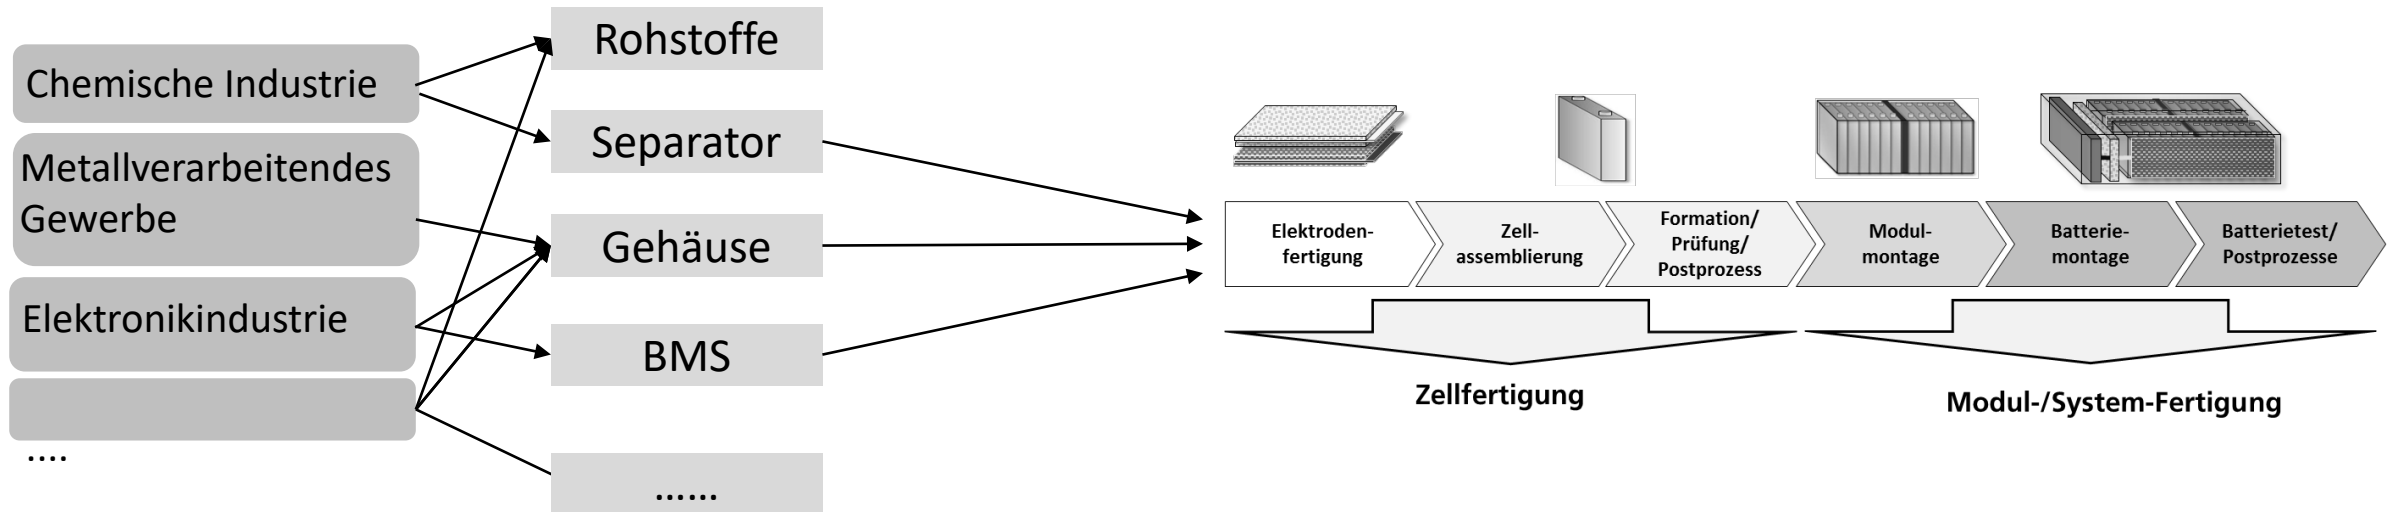 Chemische Industrie
Metallverarbeitendes
Gewerbe
Elektronikindustrie
....
Rohstoffe
Separator
Gehäuse
BMS
......
Elektroden-
fertigung
Zell-
assemblierung
Formation/
Prüfung/
Postprozess
Modul-
montage
Batterie-
montage
Batterietest/
Postprozesse
Zellfertigung
Modul-/System-Fertigung